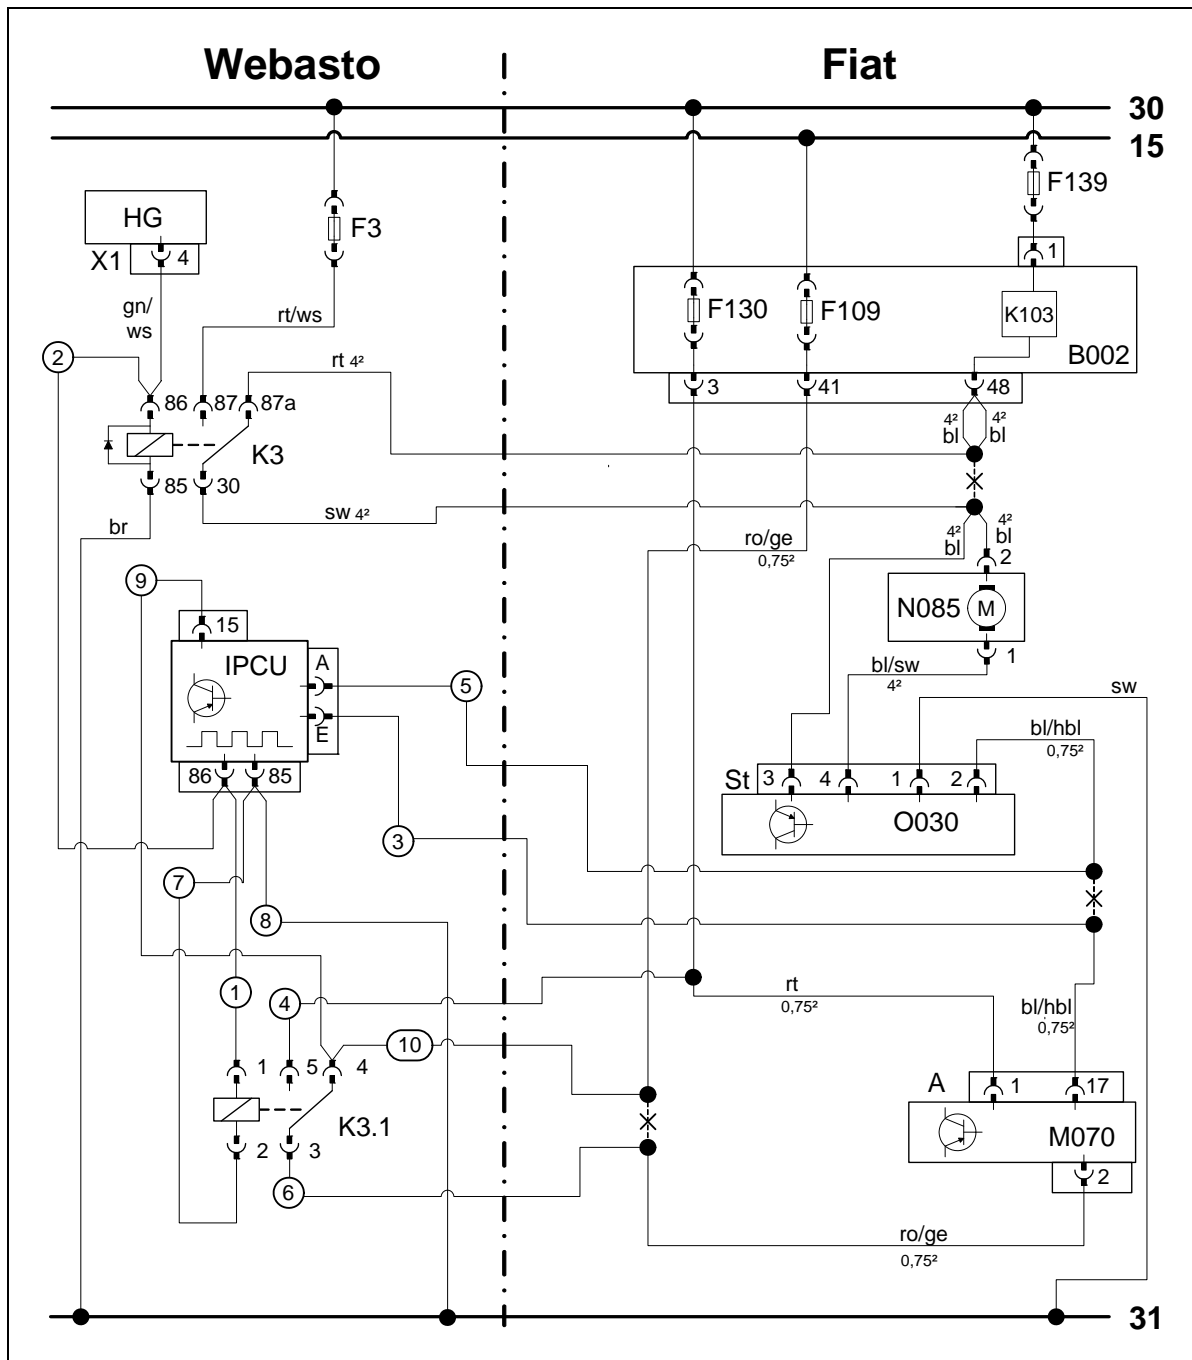 Webasto
Fiat
30
15
F139
HG
F3
X1
4
1
gn/
ws
rt/ws
F130
F109
K103
B002
2
rt 4²
3
41
48
86
87
87a
4²
bl
4²
bl
K3
85
30
br
sw 4²
ro/ge
0,75²
4²
bl
4²
bl
2
9
N085
M
15
IPCU
A
1
5
bl/sw
4²
sw
E
bl/hbl
0,75²
86
85
St
3
4
1
2
O030
3
7
8
1
4
rt
0,75²
bl/hbl
0,75²
10
1
5
4
A
1
17
K3.1
M070
2
3
2
6
ro/ge
0,75²
31